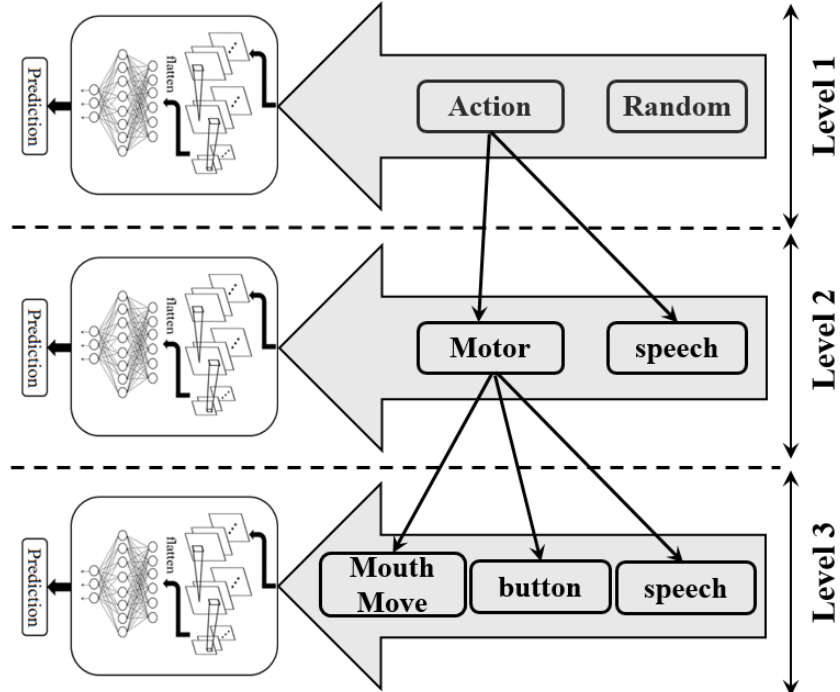 Prediction
flatten
Action
Random
Level 1
Prediction
flatten
Motor
speech
Level 2
Prediction
flatten
Mouth
Move
button
speech
Level 3